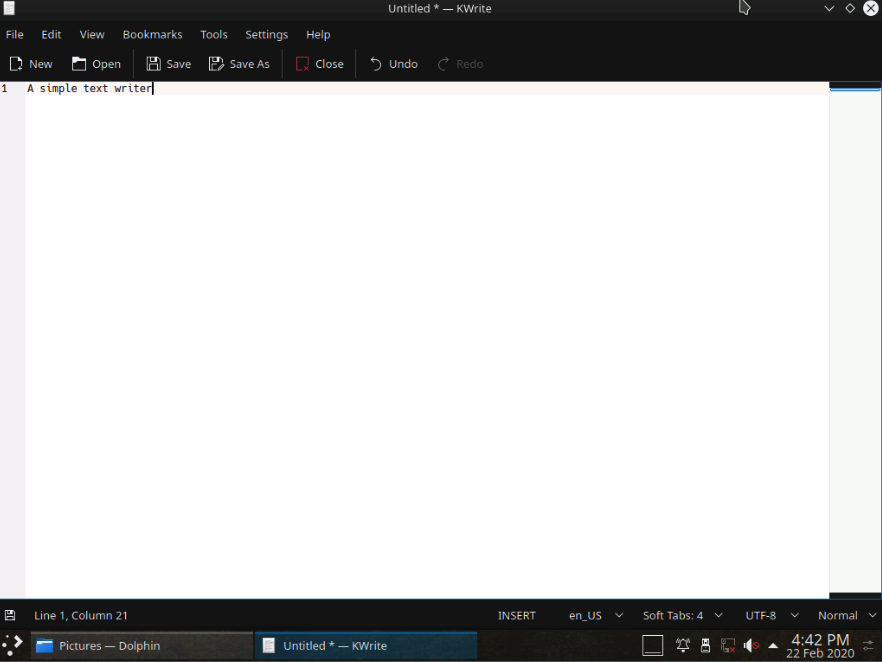 Untitled * — KWrite
File Edit View Bookmarks Tools Settings Help
New Open Save Save As Close Undo Redo
1 A simple text writer
Line 1, Column 21 INSERT en_US Soft Tabs: 4 UTF-8 Normal
Pictures — Dolphin Untitled * — KWrite 4:42 PM
22 Feb 2020